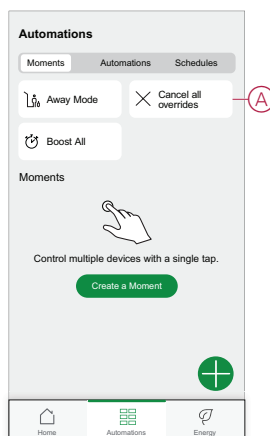 Automations
Moments Automations Schedules
Away Mode
Cancel all
overrides
A
Boost All
Moments
Control multiple devices with a single tap.
Create a Moment
Home Automations Energy